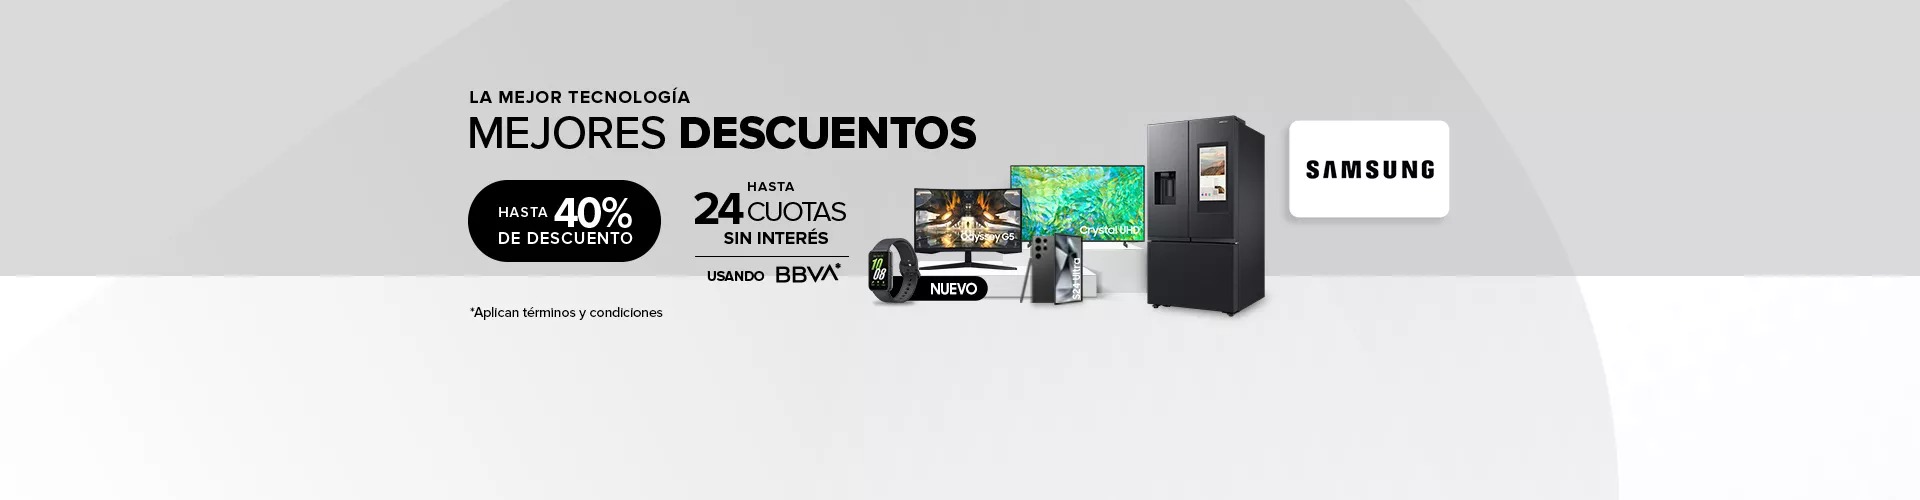 LA MEJOR TECNOLOGÍA
MEJORES DESCUENTOS
HASTA 40%
DE DESCUENTO
HASTA
24 CUOTAS
SIN INTERÉS
USANDO BBVA*
*Aplican términos y condiciones
10
08
NUEVO
Odyssey G5
Crystal UHD
S24 Ultra
SAMSUNG